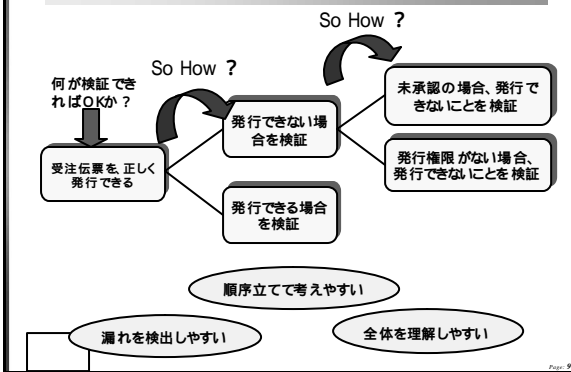 So How ?
So How ?
何が検証でき
ればOKか？
未承認の場合、発行で
きないことを検証
発行できない場
合を検証
発行権限がない場合、
発行できないことを検証
受注伝票を、正しく
発行できる
発行できる場合
を検証
順序立てて考えやすい
漏れを検出しやすい
全体を理解しやすい
Page: 9